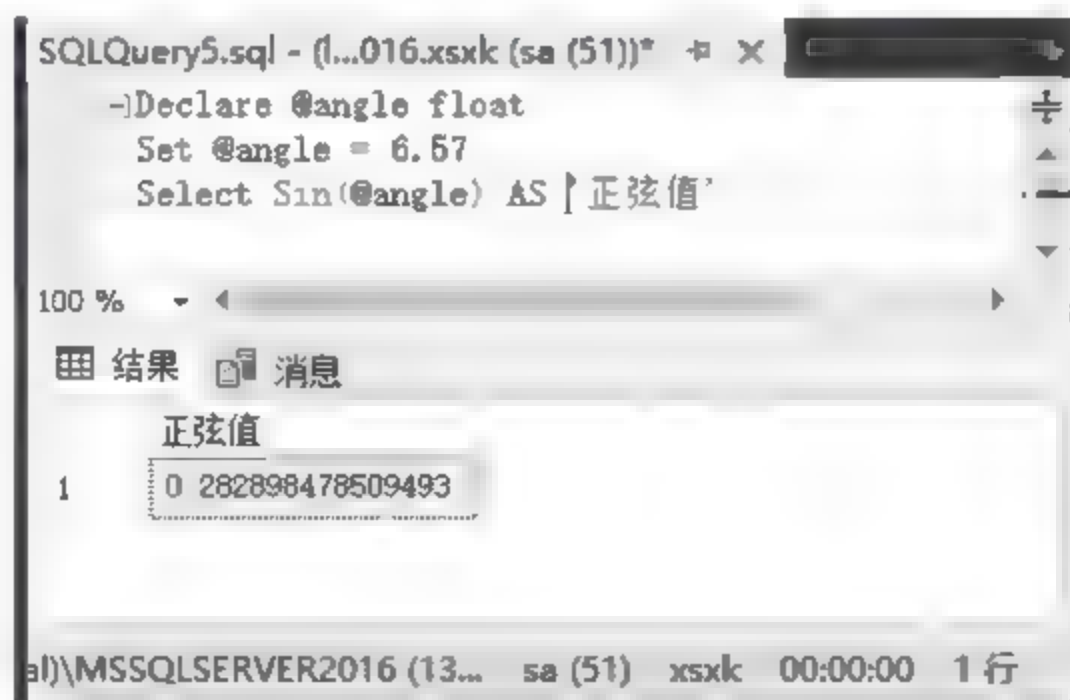 SQLQuery5.sql - (l...016.xsxk (sa (51))*
Declare @angle float
Set @angle = 6.57
Select Sin(@angle) AS '正弦值'
100 %
结果 消息
正弦值
1 0 282898478509493
al)\MSSQLSERVER2016 (13... sa (51) xsxk 00:00:00 1 行